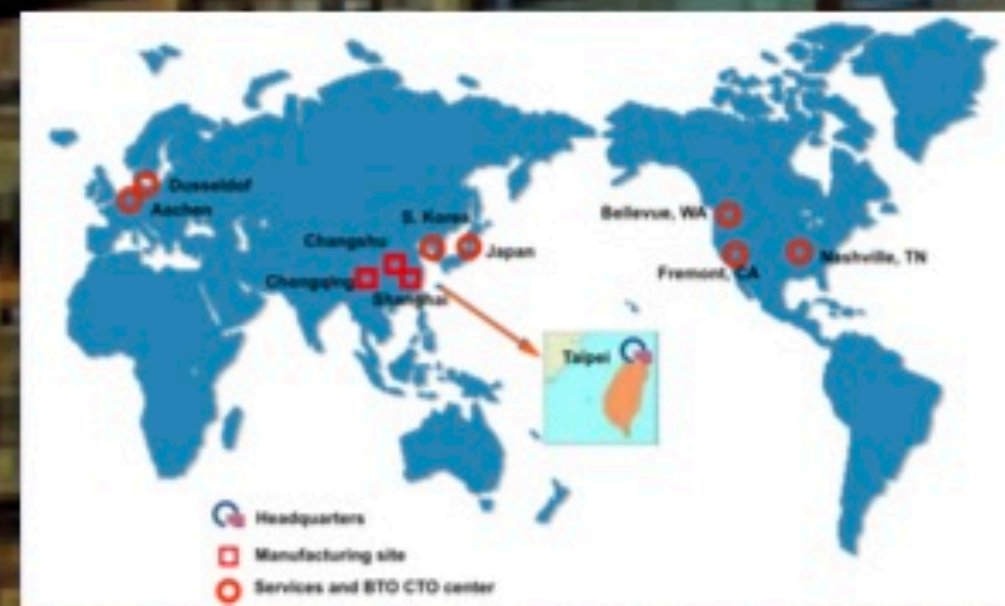 Dusseldof
Aachen
S. Korea
Changshu
Japan
Chongqing
Shanghai
Bellevue, WA
Nashville, TN
Fremont, CA
Taipei
Headquarters
Manufacturing site
Services and BTO CTO center